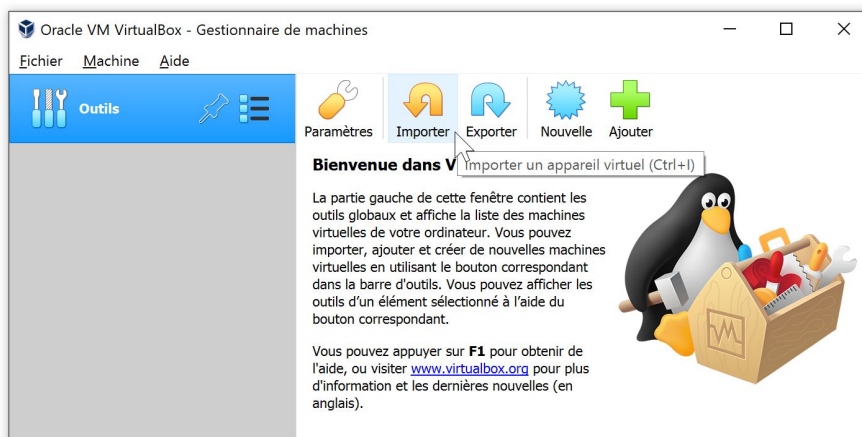 Oracle VM VirtualBox - Gestionnaire de machines
Fichier Machine Aide
Outils
Paramètres Importer Exporter Nouvelle Ajouter
Bienvenue dans V
Importer un appareil virtuel (Ctrl+I)
La partie gauche de cette fenêtre contient les
outils globaux et affiche la liste des machines
virtuelles de votre ordinateur. Vous pouvez
importer, ajouter et créer de nouvelles machines
virtuelles en utilisant le bouton correspondant
dans la barre d'outils. Vous pouvez afficher les
outils d’un élément sélectionné à l’aide du
bouton correspondant.
Vous pouvez appuyer sur F1 pour obtenir de
l'aide, ou visiter www.virtualbox.org pour plus
d'information et les dernières nouvelles (en
anglais).